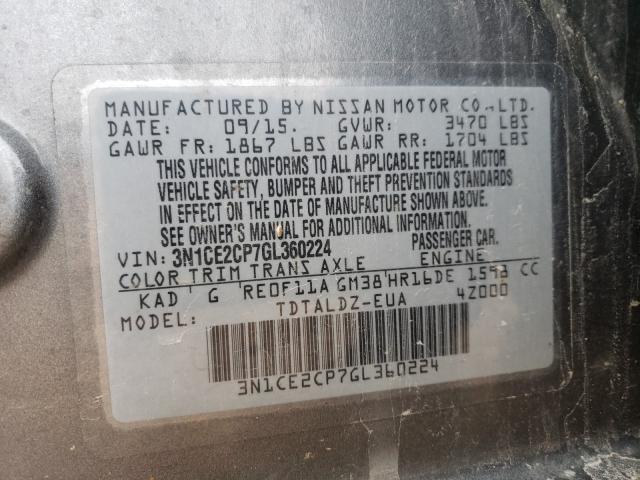 MANUFACTURED BY NISSAN MOTOR CO.,LTD.
DATE: 09/15. GVWR: 3470 LBS
GAWR FR: 1867 LBS GAWR RR: 1704 LBS
THIS VEHICLE CONFORMS TO ALL APPLICABLE FEDERAL MOTOR
VEHICLE SAFETY, BUMPER AND THEFT PREVENTION STANDARDS
IN EFFECT ON THE DATE OF MANUFACTURE SHOWN ABOVE.
SEE OWNER'S MANUAL FOR ADDITIONAL INFORMATION.
VIN: 3N1CE2CP7GL360224 PASSENGER CAR.
COLOR TRIM TRANS AXLE ENGINE
KAD G RE0F11A GM38 HR16DE 1598 CC
MODEL: TDTALDZ-EUA 4Z000
3N1CE2CP7GL360224